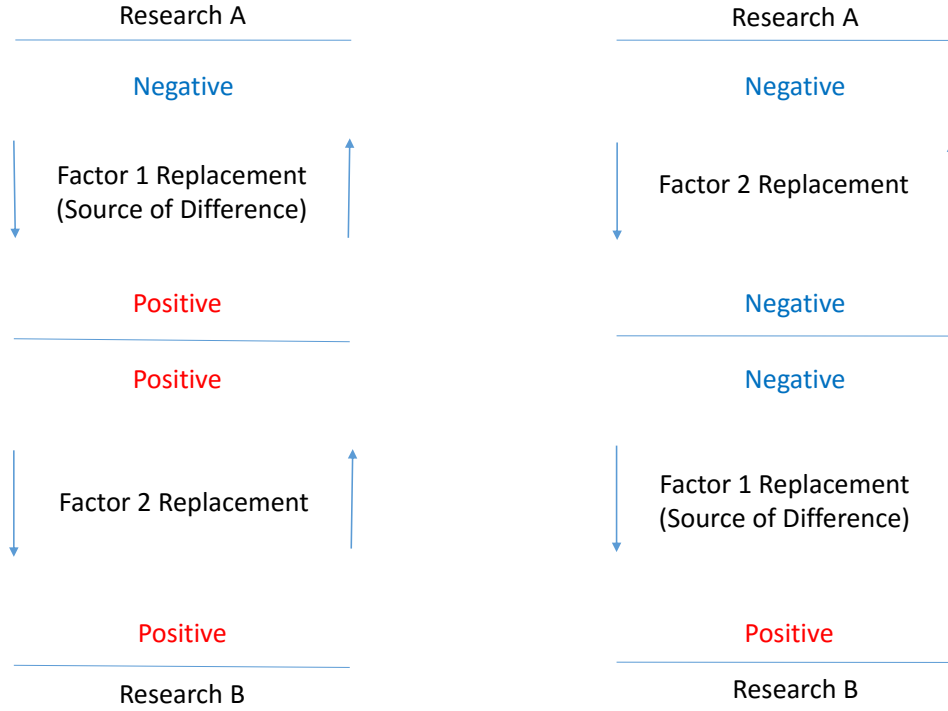 Research A
Negative
Factor 1 Replacement
(Source of Difference)
Positive
Positive
Factor 2 Replacement
Positive
Research B
Research A
Negative
Factor 2 Replacement
Negative
Negative
Factor 1 Replacement
(Source of Difference)
Positive
Research B